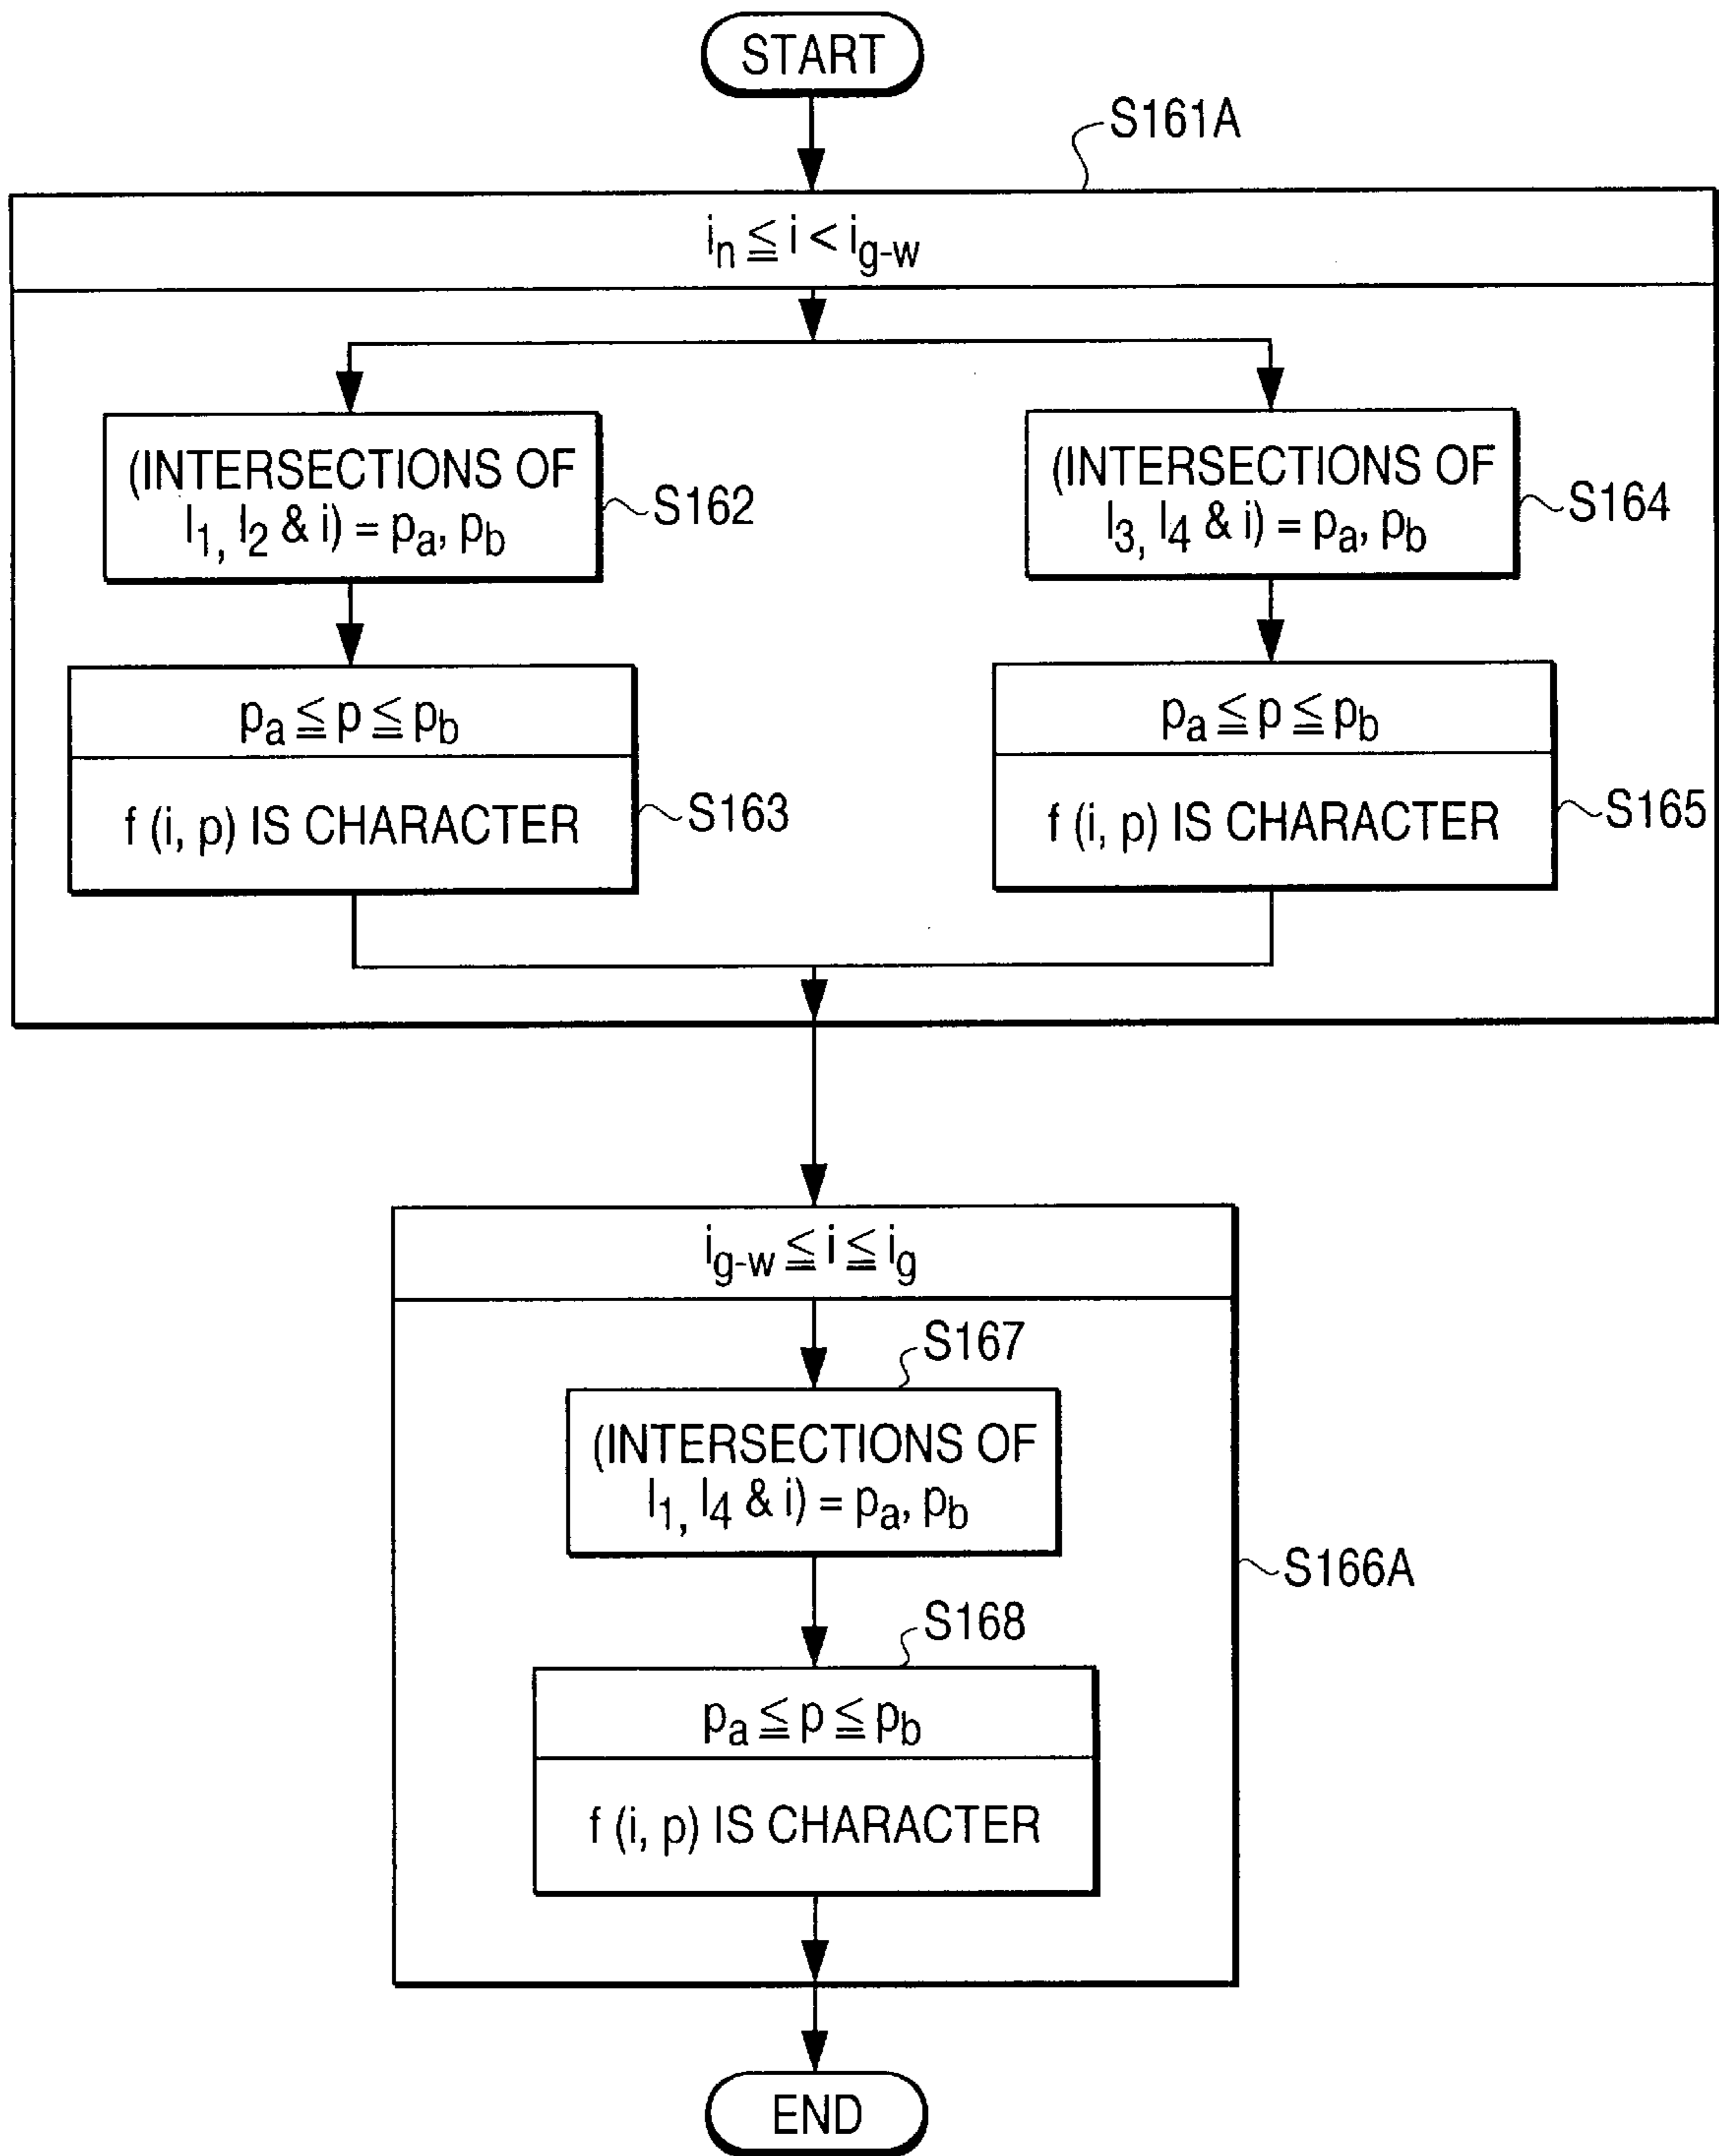 START
S161A
iₙ ≦ i < i_g-w
(INTERSECTIONS OF
l₁, l₂ & i) = pₐ, p_b
S162
(INTERSECTIONS OF
l₃, l₄ & i) = pₐ, p_b
S164
pₐ ≦ p ≦ p_b
f (i, p) IS CHARACTER
S163
pₐ ≦ p ≦ p_b
f (i, p) IS CHARACTER
S165
i_g-w ≦ i ≦ i_g
S167
(INTERSECTIONS OF
l₁, l₄ & i) = pₐ, p_b
S166A
S168
pₐ ≦ p ≦ p_b
f (i, p) IS CHARACTER
END